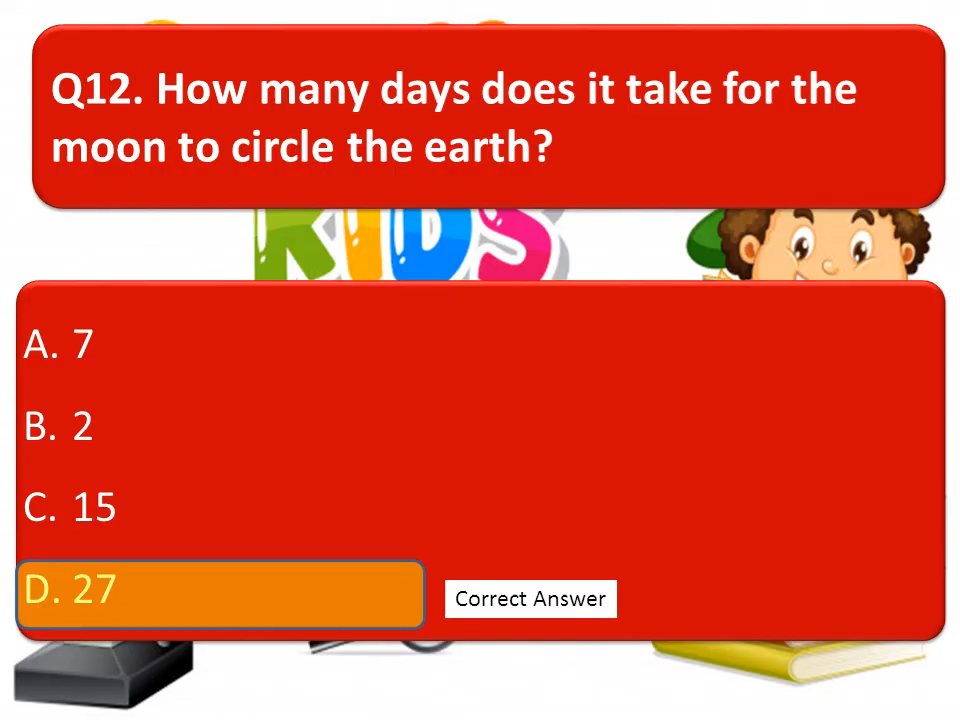 Q12. How many days does it take for the
moon to circle the earth?
KIDS
A. 7
B. 2
C. 15
D. 27
Correct Answer